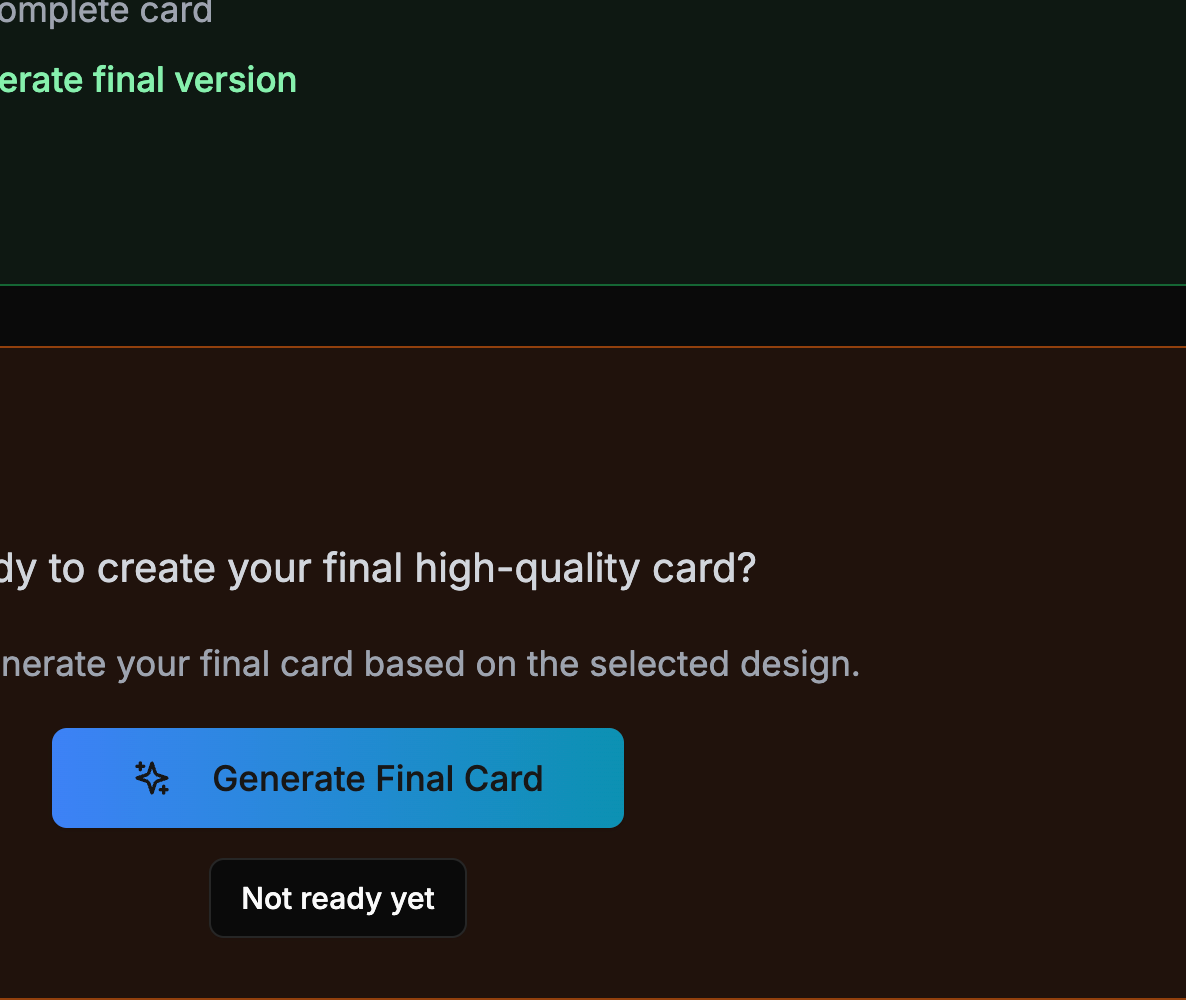 omplete card
erate final version
dy to create your final high-quality card?
nerate your final card based on the selected design.
Generate Final Card
Not ready yet